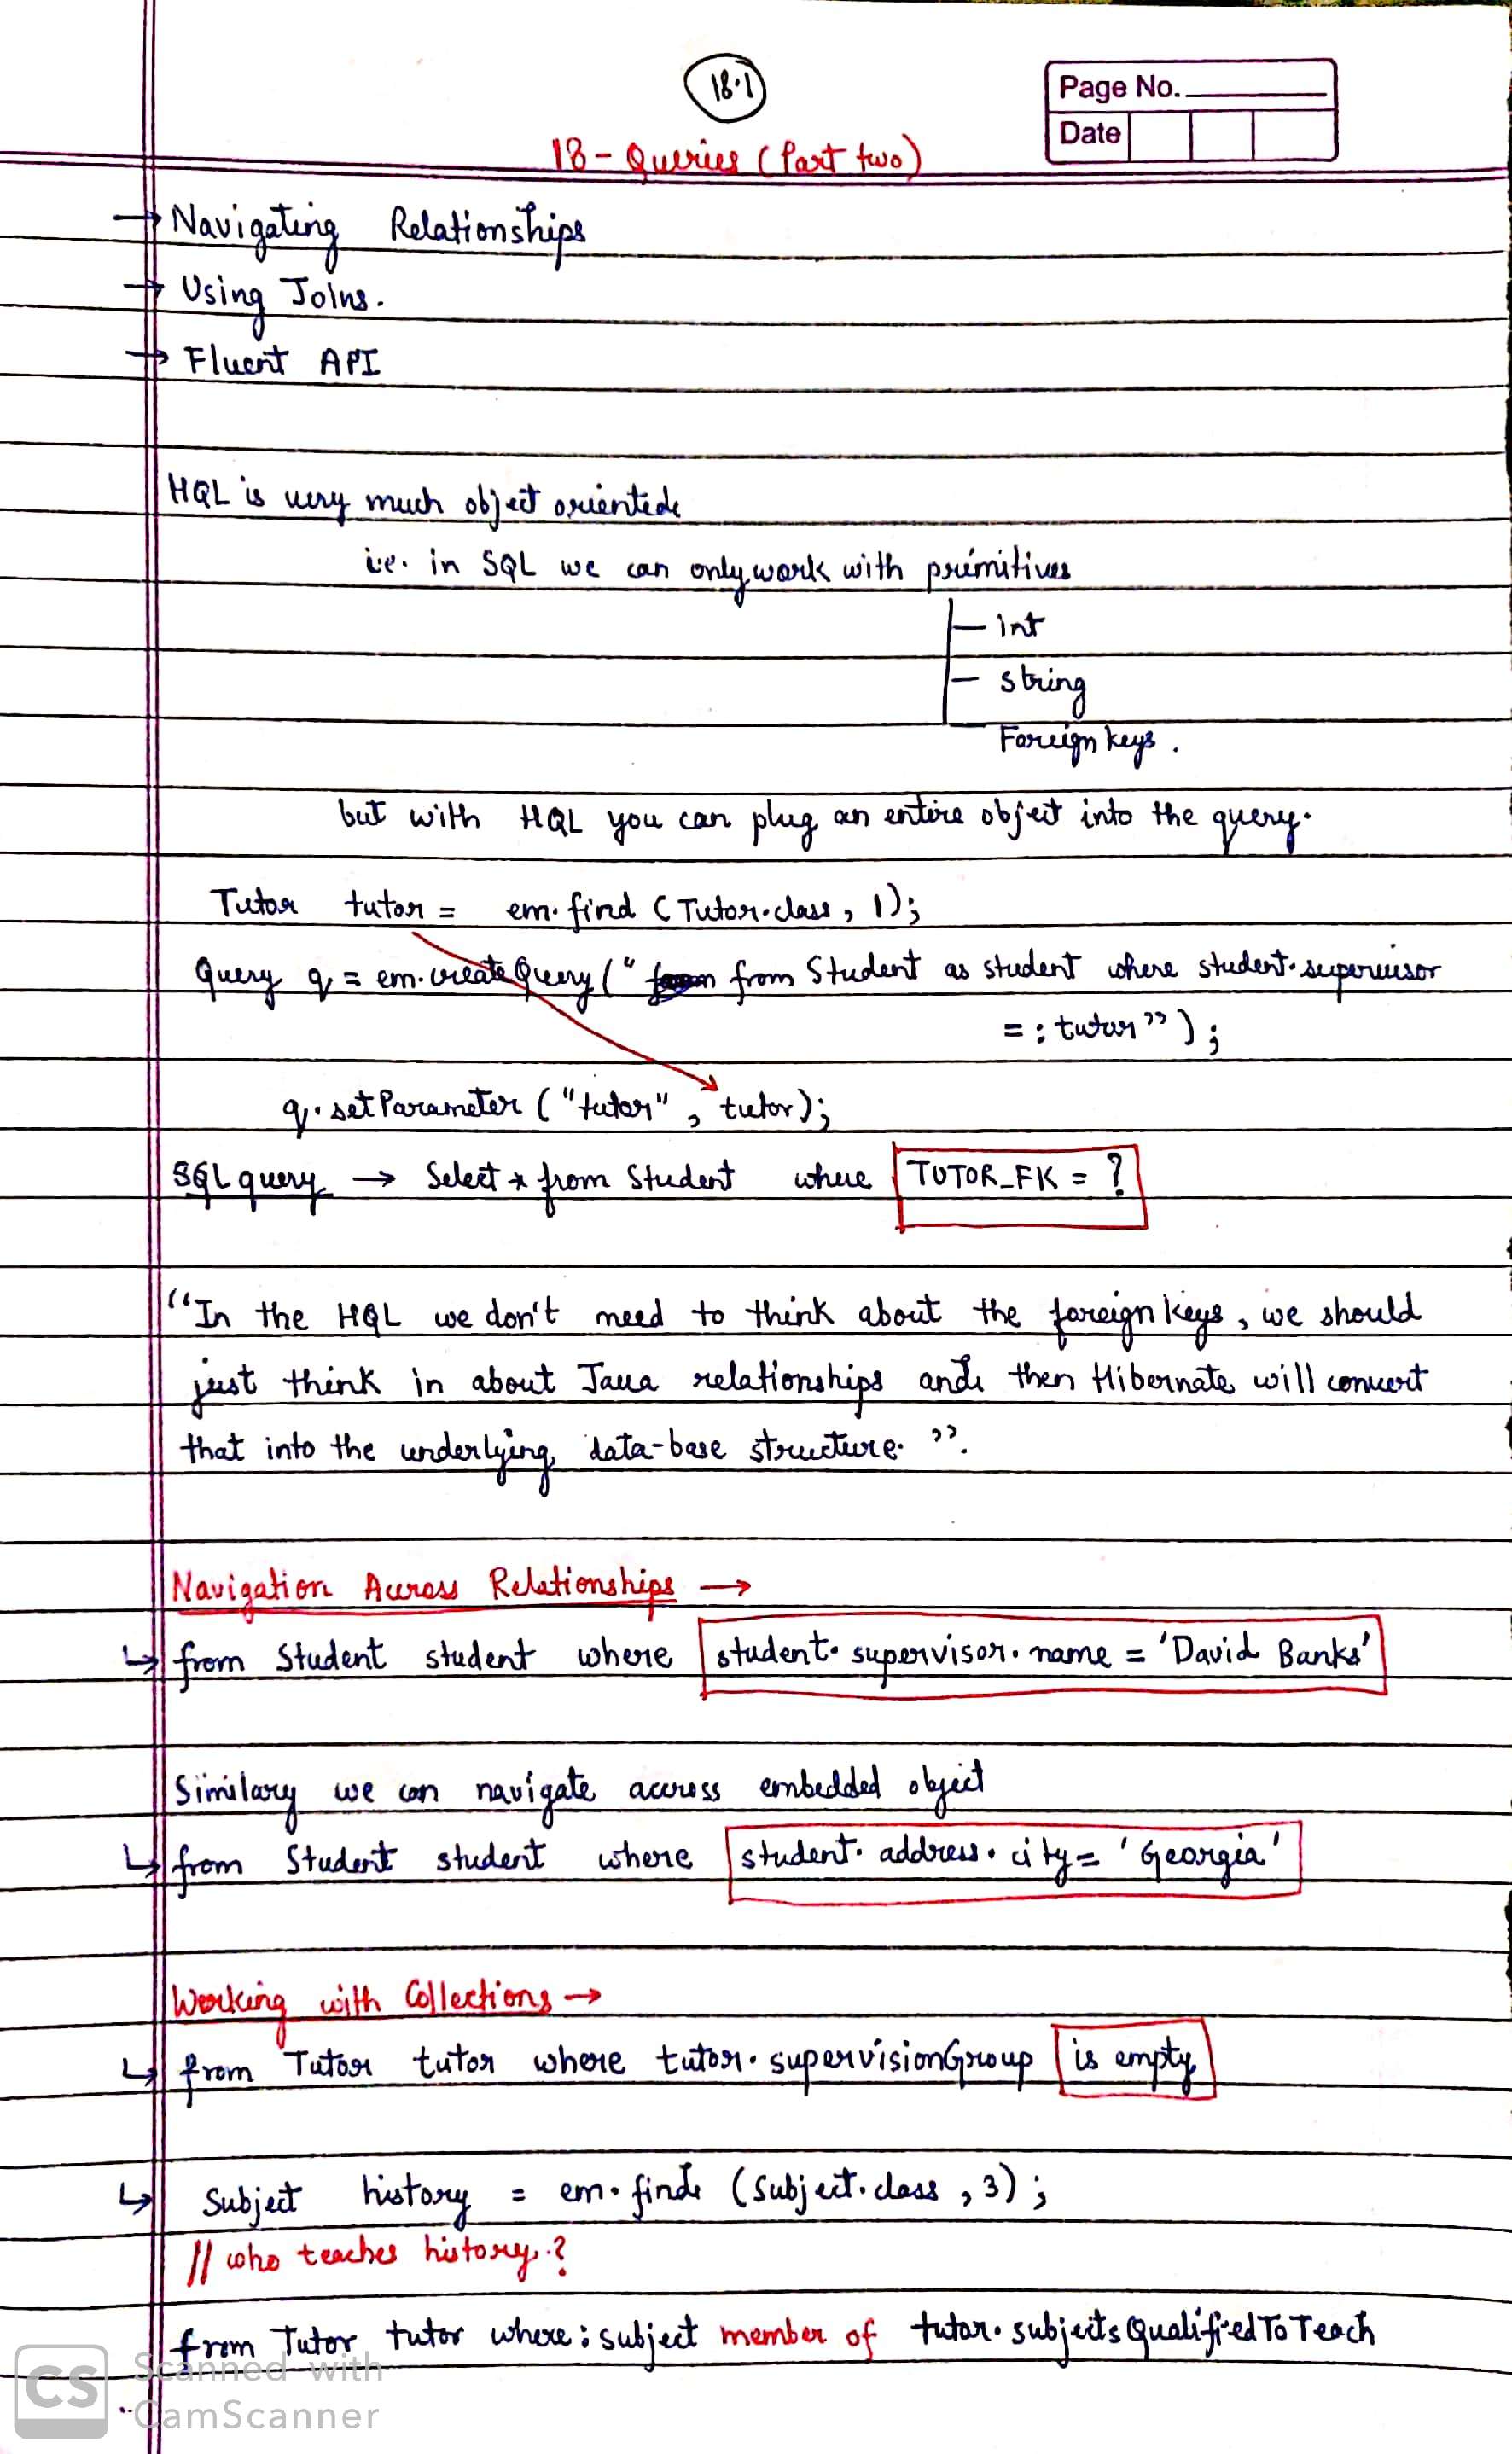 18.1
Page No.
Date
18 - Queries (Part two)
→ Navigating Relationships
→ Using Joins.
→ Fluent API
HQL is very much object oriented
i.e. in SQL we can only work with primitives
- int
- string
- Foreign keys.
but with HQL you can plug an entire object into the query.
Tutor tutor = em.find (Tutor.class, 1);
Query q = em.createQuery(" from Student as student where student.supervisor
= :tutor");
q.setParameter ("tutor", tutor);
SQL query → Select * from Student where TUTOR_FK = ?
"In the HQL we don't need to think about the foreign keys, we should
just think in about Java relationships and then Hibernate will convert
that into the underlying data-base structure.".
Navigation Across Relationships →
↳ from Student student where student.supervisor.name = 'David Banks'
Similary we can navigate accross embedded object
↳ from Student student where student.address.city = 'Georgia'
Working with Collections →
↳ from Tutor tutor where tutor.supervisionGroup is empty
↳ Subject history = em.find (Subject.class, 3);
// who teaches history.?
from Tutor tutor where :subject member of tutor.subjectsQualifiedToTeach
CS Scanned with
CamScanner